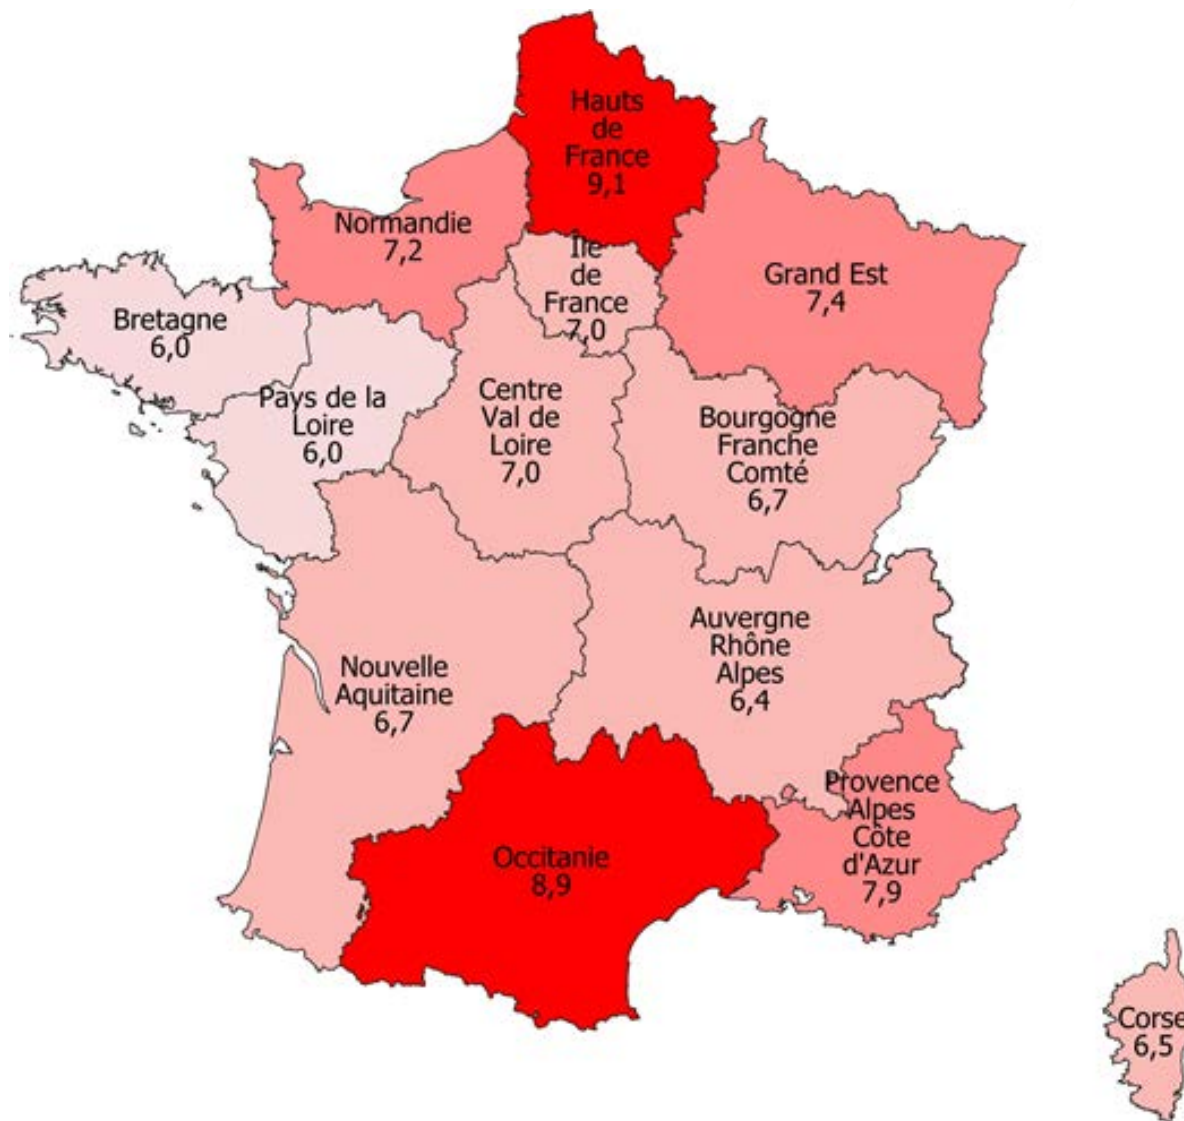 Hauts
de
France
9,1
Normandie
7,2
Île
de
France
7,0
Grand Est
7,4
Bretagne
6,0
Pays de la
Loire
6,0
Centre
Val de
Loire
7,0
Bourgogne
Franche
Comté
6,7
Auvergne
Rhône
Alpes
6,4
Nouvelle
Aquitaine
6,7
Provence
Alpes
Côte
d'Azur
7,9
Occitanie
8,9
Corse
6,5